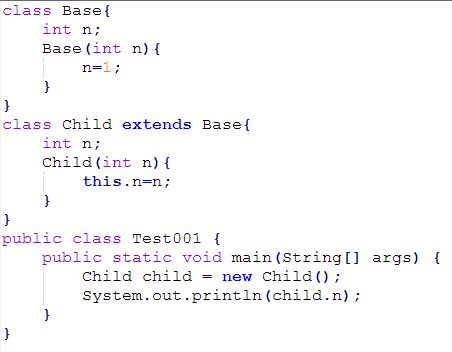 class Base{
    int n;
    Base(int n){
        n=1;
    }
}
class Child extends Base{
    int n;
    Child(int n){
        this.n=n;
    }
}
public class Test001 {
    public static void main(String[] args) {
        Child child = new Child();
        System.out.println(child.n);
    }
}